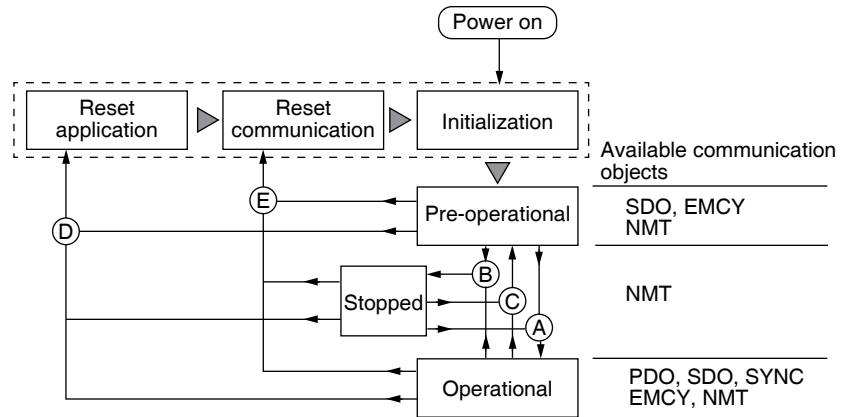 Power on
Reset
application
Reset
communication
Initialization
Available communication
objects
Pre-operational
SDO, EMCY
NMT
E
D
B
Stopped
C
NMT
A
Operational
PDO, SDO, SYNC
EMCY, NMT